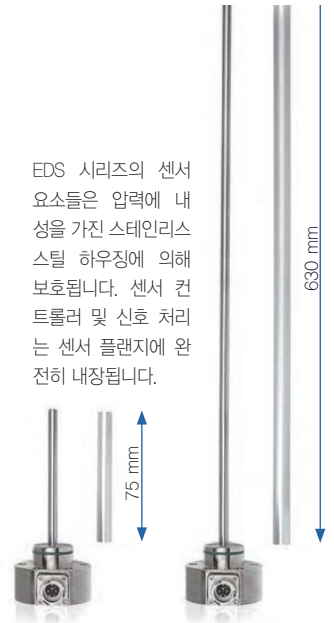 EDS 시리즈의 센서
요소들은 압력에 내
성을 가진 스테인리스
스틸 하우징에 의해
보호됩니다. 센서 컨
트롤러 및 신호 처리
는 센서 플랜지에 완
전히 내장됩니다.
75 mm
630 mm